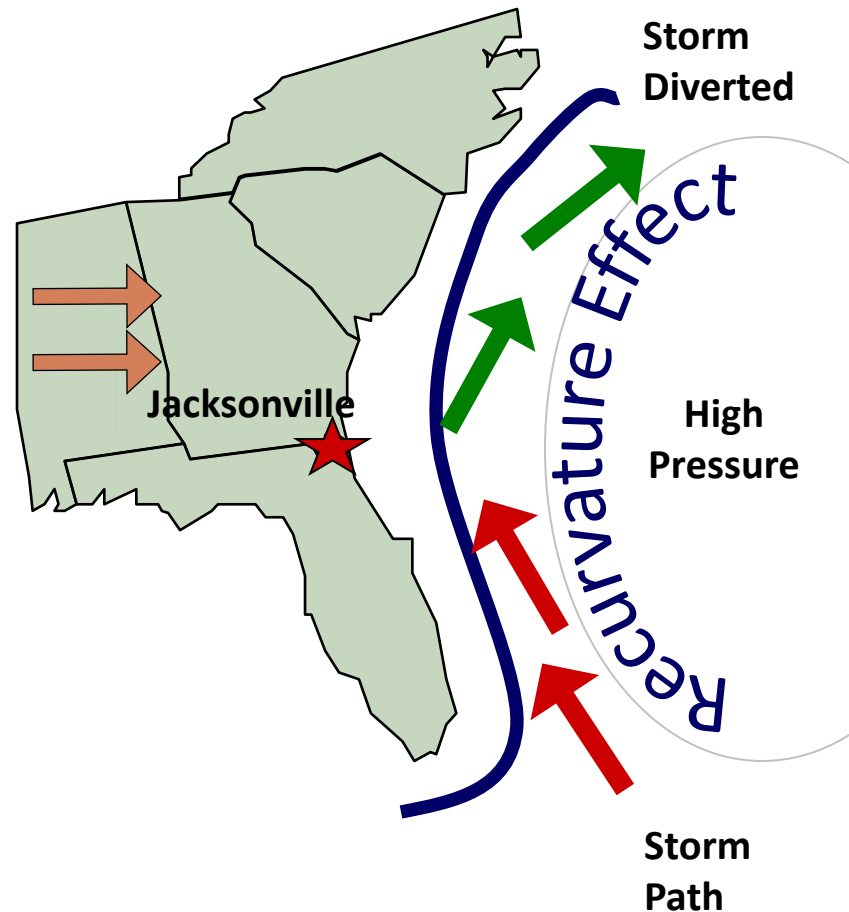 Storm
Diverted
Recurvature Effect
Jacksonville
High
Pressure
Storm
Path